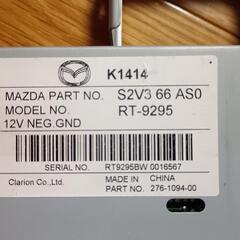 K1414
MAZDA PART NO. S2V3 66 AS0
MODEL NO. RT-9295
12V NEG.GND
SERIAL NO. RT9295BW 0016567
Clarion Co.,Ltd. MADE IN CHINA
PART NO. 276-1094-00